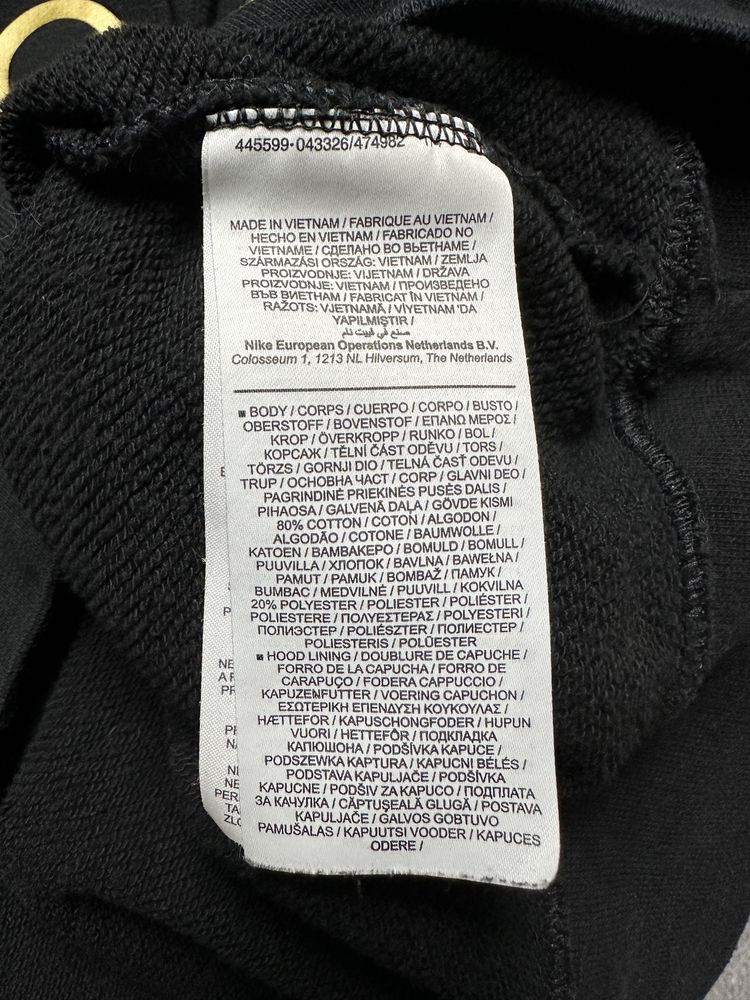 445599-043326/474982
MADE IN VIETNAM / FABRIQUE AU VIETNAM /
HECHO EN VIETNAM / FABRICADO NO
VIETNAME / СДЕЛАНО ВО ВЬЕТНАМЕ /
SZÁRMAZÁSI ORSZÁG: VIETNAM / ZEMLJA
PROIZVODNJE: VIJETNAM / DRŽAVA
PROIZVODNJE: VIETNAM / ПРОИЗВЕДЕНО
ВЪВ ВИЕТНАМ / FABRICAT ÎN VIETNAM /
RAŽOTS: VJETNAMĀ / VİYETNAM 'DA
YAPILMIŞTIR /
صنع في فييت نام
Nike European Operations Netherlands B.V.
Colosseum 1, 1213 NL Hilversum, The Netherlands
BODY / CORPS / CUERPO / CORPO / BUSTO /
OBERSTOFF / BOVENSTOF / ΕΠΑΝΩ ΜΕΡΟΣ /
KROP / ÖVERKROPP / RUNKO / BOL /
КОРСАЖ / TĚLNÍ ČÁST ODĚVU / TORS /
TÖRZS / GORNJI DIO / TELNÁ ČASŤ ODEVU /
TRUP / ОСНОВНА ЧАСТ / CORP / GLAVNI DEO /
PAGRINDINĖ PRIEKINĖS PUSĖS DALIS /
PIHAOSA / GALVENĀ DAĻA / GÖVDE KISMI
80% COTTON / COTON / ALGODON /
ALGODÃO / COTONE / BAUMWOLLE /
KATOEN / ΒΑΜΒΑΚΕΡΟ / BOMULD / BOMULL /
PUUVILLA / ХЛОПОК / BAVLNA / BAWEŁNA /
PAMUT / PAMUK / BOMBAŽ / ПАМУК /
BUMBAC / MEDVILNĖ / PUUVILL / KOKVILNA
20% POLYESTER / POLIESTER / POLIÉSTER /
POLIESTERE / ΠΟΛΥΕΣΤΕΡΑΣ / POLYESTERI /
ПОЛИЭСТЕР / POLIÉSZTER / ПОЛИЕСТЕР /
POLIESTERIS / POLÜESTER
HOOD LINING / DOUBLURE DE CAPUCHE /
FORRO DE LA CAPUCHA / FORRO DE
CARAPUÇO / FODERA CAPPUCCIO /
KAPUZENFUTTER / VOERING CAPUCHON /
ΕΣΩΤΕΡΙΚΗ ΕΠΕΝΔΥΣΗ ΚΟΥΚΟΥΛΑΣ /
HÆTTEFOR / KAPUSCHONGFODER / HUPUN
VUORI / HETTEFÔR / ПОДКЛАДКА
КАПЮШОНА / PODŠÍVKA KAPUCE /
PODSZEWKA KAPTURA / KAPUCNI BÉLÉS /
PODSTAVA KAPULJAČE / PODŠÍVKA
KAPUCNE / PODŠIV ZA KAPUCO / ПОДПЛАТА
ЗА КАЧУЛКА / CĂPTUŞEALĂ GLUGĂ / POSTAVA
KAPULJAČE / GALVOS GOBTUVO
PAMUŠALAS / KAPUUTSI VOODER / KAPUCES
ODERE /